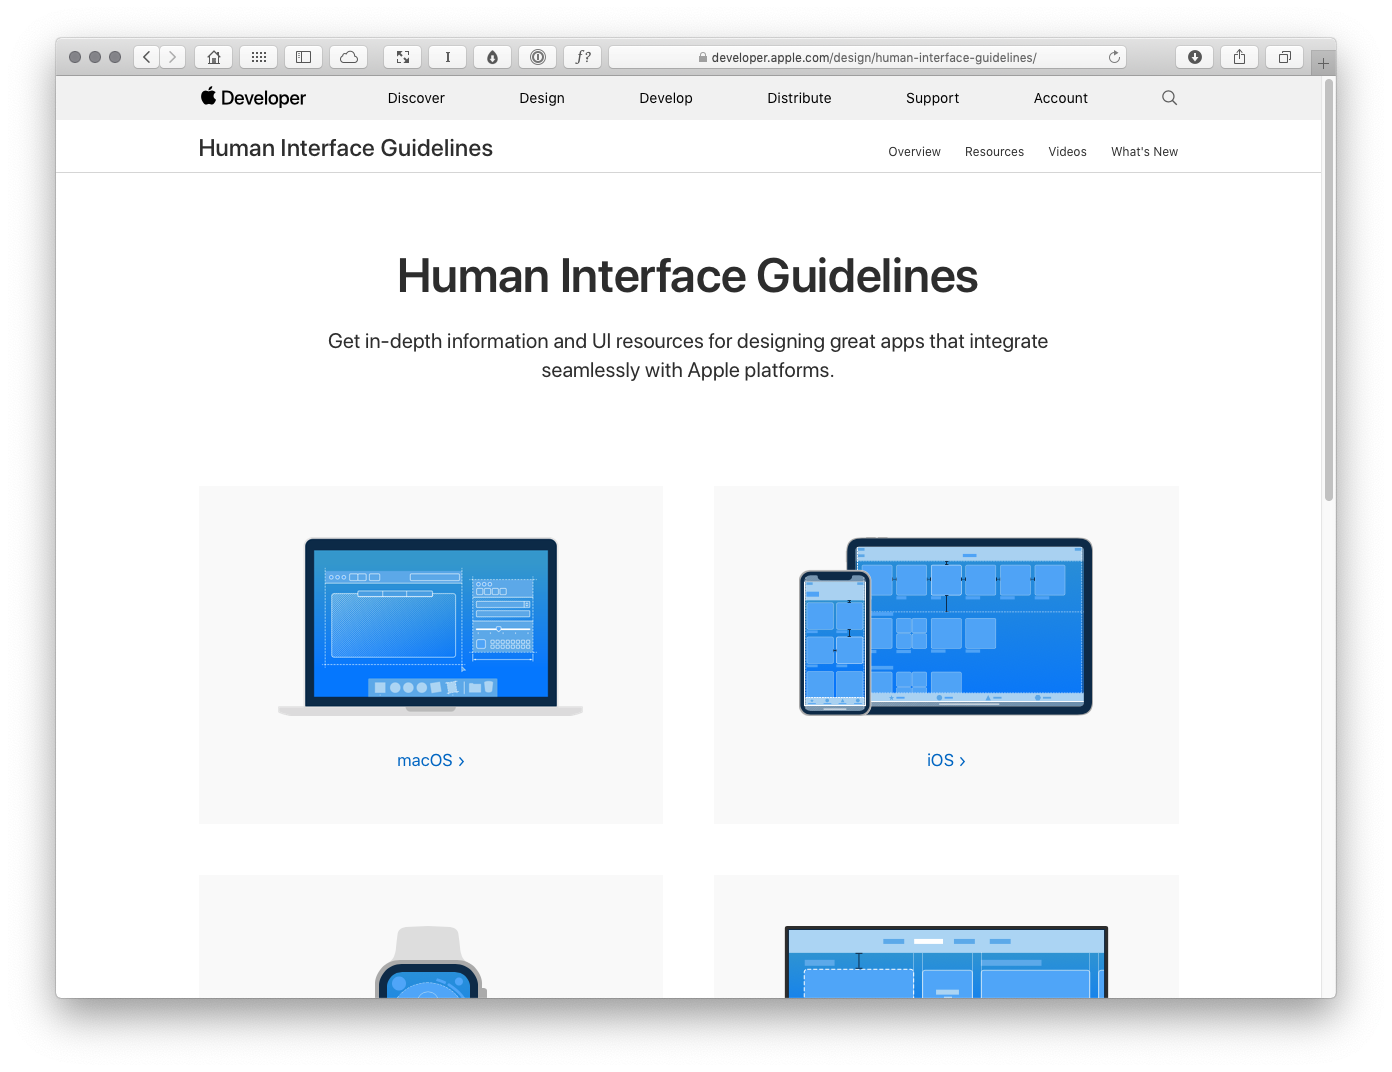 developer.apple.com/design/human-interface-guidelines/
Developer
Discover
Design
Develop
Distribute
Support
Account
Human Interface Guidelines
Overview
Resources
Videos
What's New
Human Interface Guidelines
Get in-depth information and UI resources for designing great apps that integrate
seamlessly with Apple platforms.
macOS ›
iOS ›